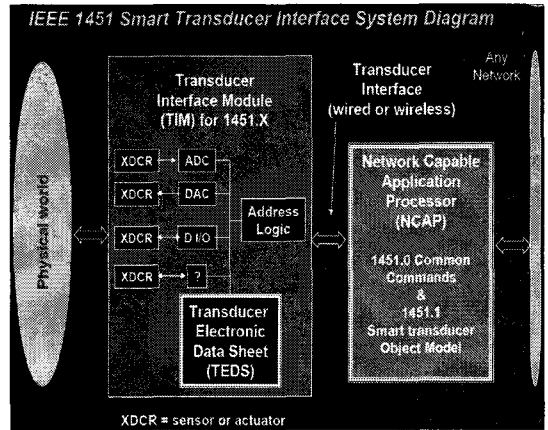 IEEE 1451 Smart Transducer Interface System Diagram
Any
Network
Transducer
Interface Module
(TIM) for 1451.X
Transducer
Interface
(wired or wireless)
XDCR
ADC
XDCR
DAC
XDCR
D I/O
XDCR
?
Address
Logic
Physical world
Network Capable
Application
Processor
(NCAP)
1451.0 Common
Commands
&
1451.1
Smart transducer
Object Model
Transducer
Electronic
Data Sheet
(TEDS)
XDCR = sensor or actuator